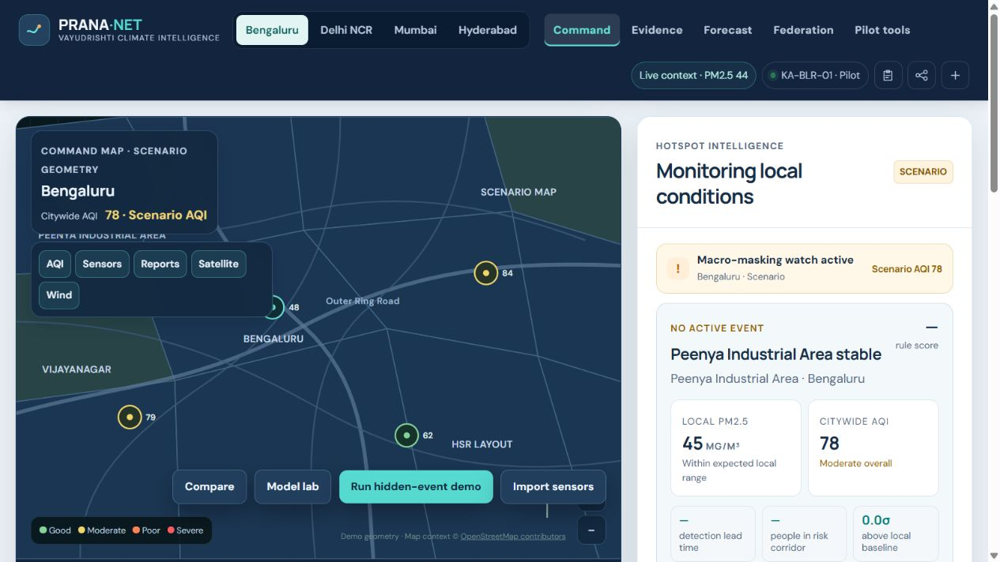 PRANA·NET
VAYUDRISHTI CLIMATE INTELLIGENCE
Bengaluru
Delhi NCR
Mumbai
Hyderabad
Command
Evidence
Forecast
Federation
Pilot tools
Live context · PM2.5 44
KA-BLR-01 · Pilot
COMMAND MAP · SCENARIO
GEOMETRY
Bengaluru
Citywide AQI 78 · Scenario AQI
PEENYA INDUSTRIAL AREA
AQI
Sensors
Reports
Satellite
Wind
SCENARIO MAP
84
Outer Ring Road
48
BENGALURU
VIJAYANAGAR
79
62
HSR LAYOUT
Compare
Model lab
Run hidden-event demo
Import sensors
Good
Moderate
Poor
Severe
Demo geometry · Map context © OpenStreetMap contributors
−
HOTSPOT INTELLIGENCE
Monitoring local
conditions
SCENARIO
!
Macro-masking watch active
Bengaluru · Scenario
Scenario AQI 78
NO ACTIVE EVENT
—
rule score
Peenya Industrial Area stable
Peenya Industrial Area · Bengaluru
LOCAL PM2.5
45 MG/M³
Within expected local
range
CITYWIDE AQI
78
Moderate overall
—
detection lead
time
—
people in risk
corridor
0.0σ
above local
baseline